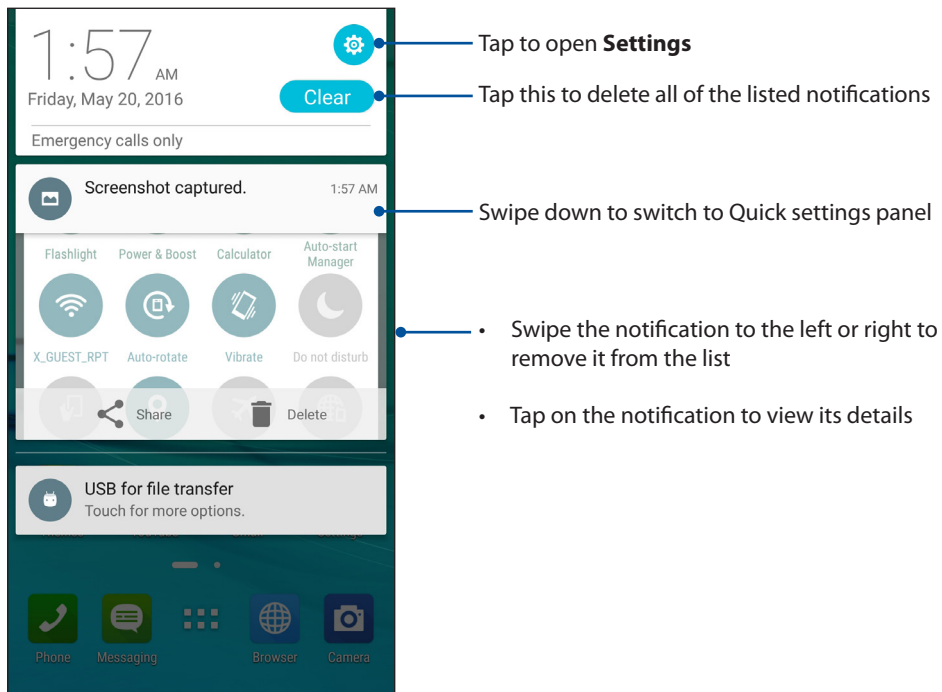 1:57 AM
Friday, May 20, 2016
Clear
Emergency calls only
Tap to open Settings
Tap this to delete all of the listed notifications
Screenshot captured. 1:57 AM
Swipe down to switch to Quick settings panel
Flashlight Power & Boost Calculator Auto-start
Manager
X_GUEST_RPT Auto-rotate Vibrate Do not disturb
Share Delete
• Swipe the notification to the left or right to
remove it from the list
• Tap on the notification to view its details
USB for file transfer
Touch for more options.
Phone Messaging Browser Camera